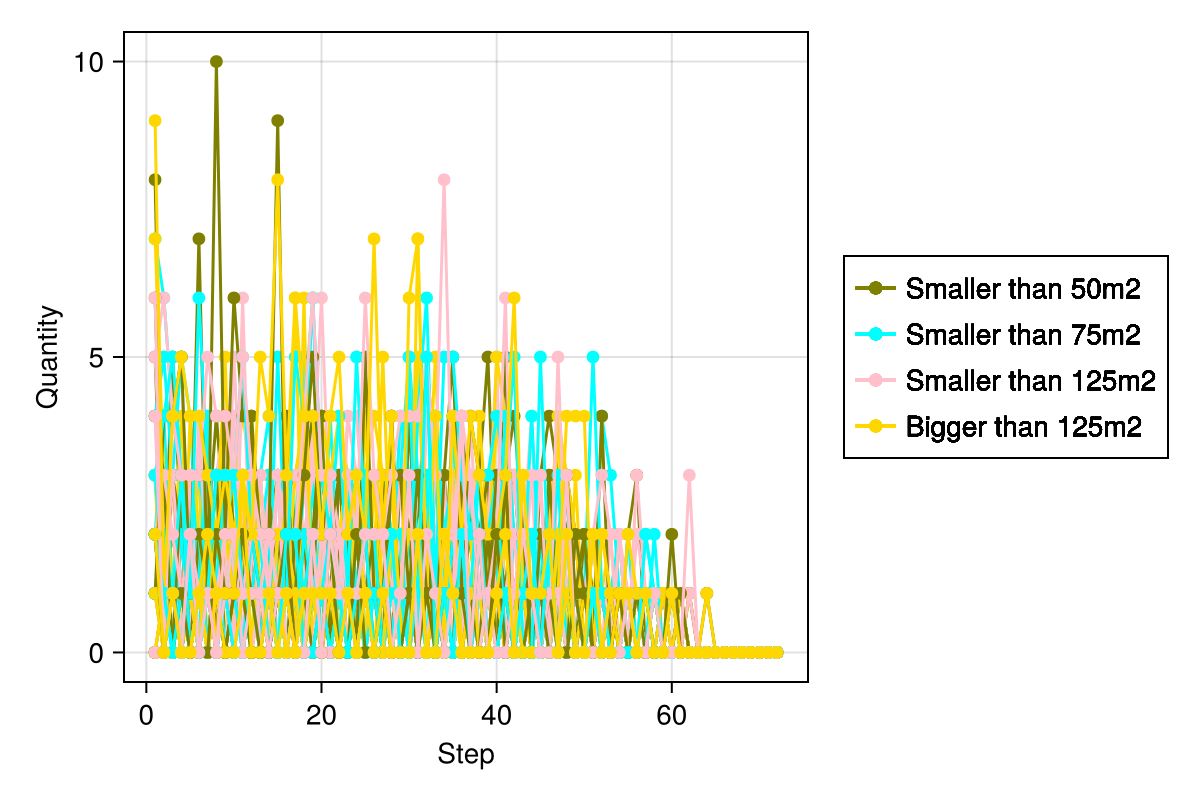 10
5
0
Quantity
0
20
40
60
Step
Smaller than 50m2
Smaller than 75m2
Smaller than 125m2
Bigger than 125m2